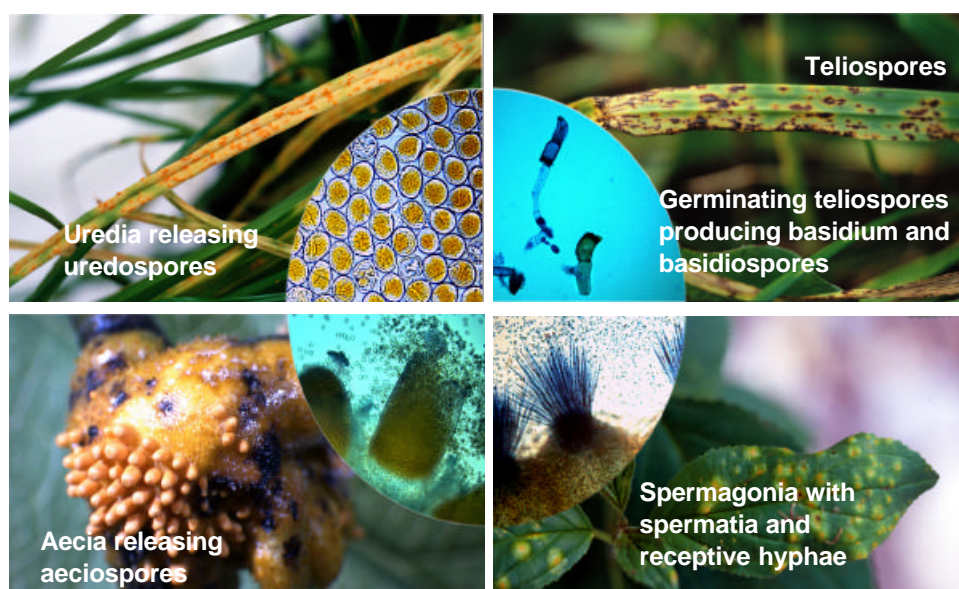 Uredia releasing
uredospores
Teliospores
Germinating teliospores
producing basidium and
basidiospores
Aecia releasing
aeciospores
Spermagonia with
spermatia and
receptive hyphae